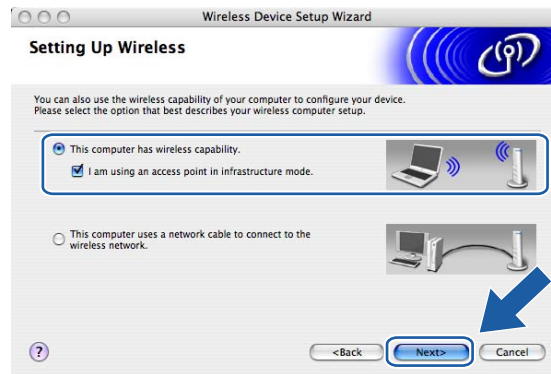 Wireless Device Setup Wizard
Setting Up Wireless
You can also use the wireless capability of your computer to configure your device.
Please select the option that best describes your wireless computer setup.
This computer has wireless capability.
I am using an access point in infrastructure mode.
This computer uses a network cable to connect to the
wireless network.
?
<Back
Next>
Cancel